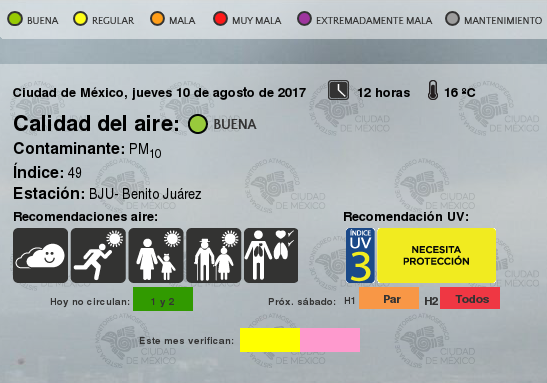 BUENA REGULAR MALA MUY MALA EXTREMADAMENTE MALA MANTENIMIENTO
Ciudad de México, jueves 10 de agosto de 2017 12 horas 16 ºC
Calidad del aire: BUENA
Contaminante: PM10
Índice: 49
Estación: BJU- Benito Juárez
Recomendaciones aire: Recomendación UV:
ÍNDICE
UV
3
NECESITA
PROTECCIÓN
Hoy no circulan: 1 y 2 Próx. sábado: H1 Par H2 Todos
Este mes verifican:
CIUDAD
DE MÉXICO